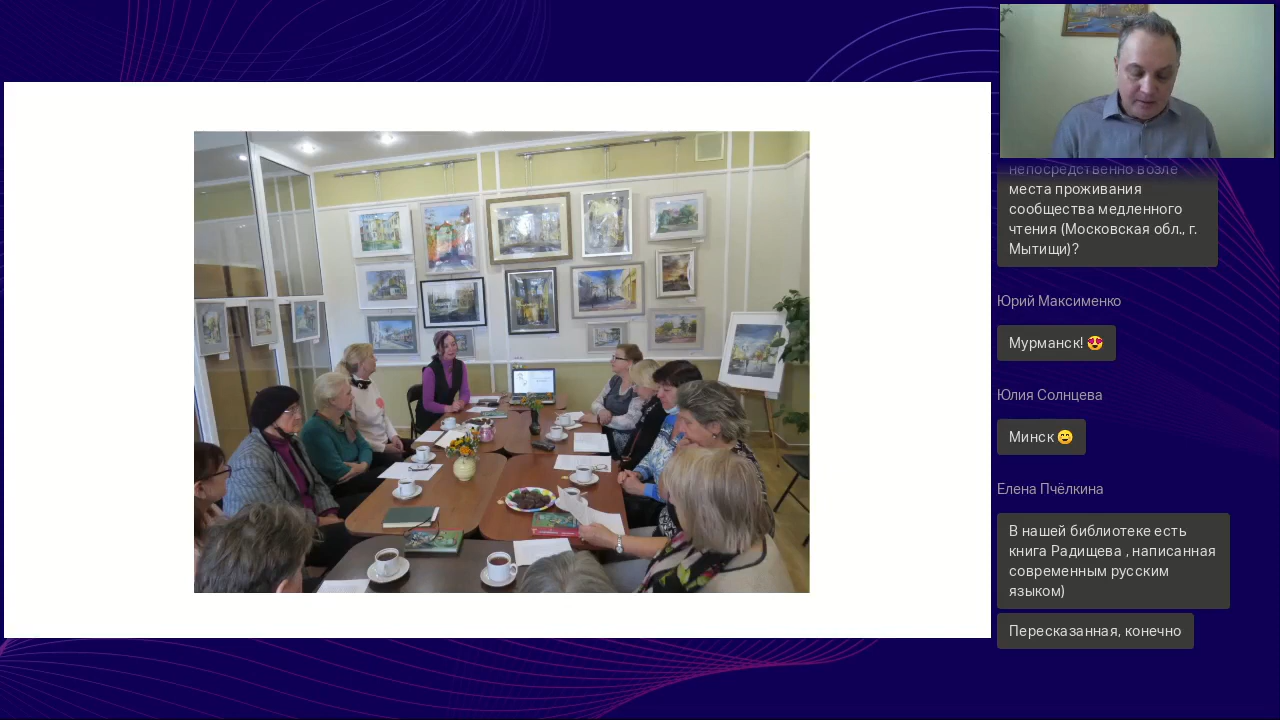 непосредственно возле
места проживания
сообщества медленного
чтения (Московская обл., г.
Мытищи)?
Юрий Максименко
Мурманск! 😍
Юлия Солнцева
Минск 😊
Елена Пчёлкина
В нашей библиотеке есть
книга Радищева , написанная
современным русским
языком)
Пересказанная, конечно